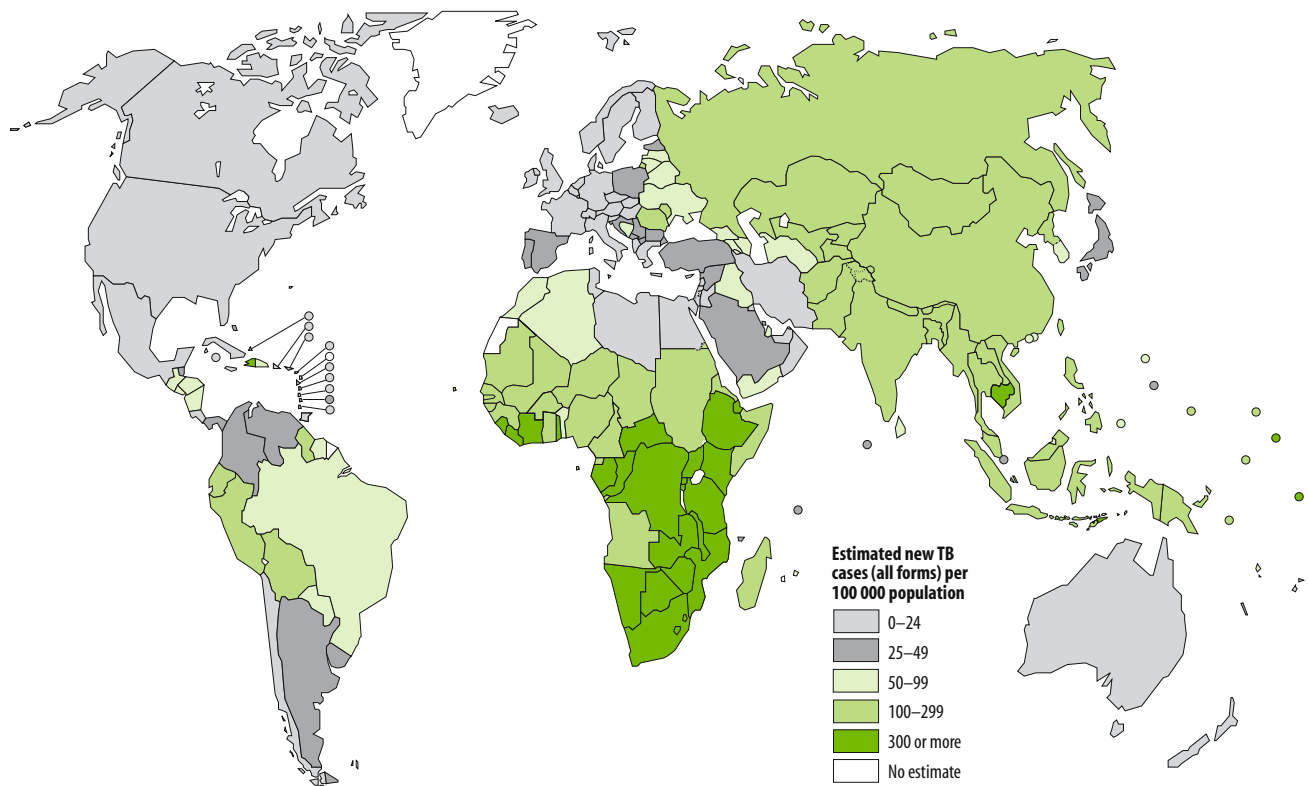 Estimated new TB
cases (all forms) per
100 000 population
0–24
25–49
50–99
100–299
300 or more
No estimate